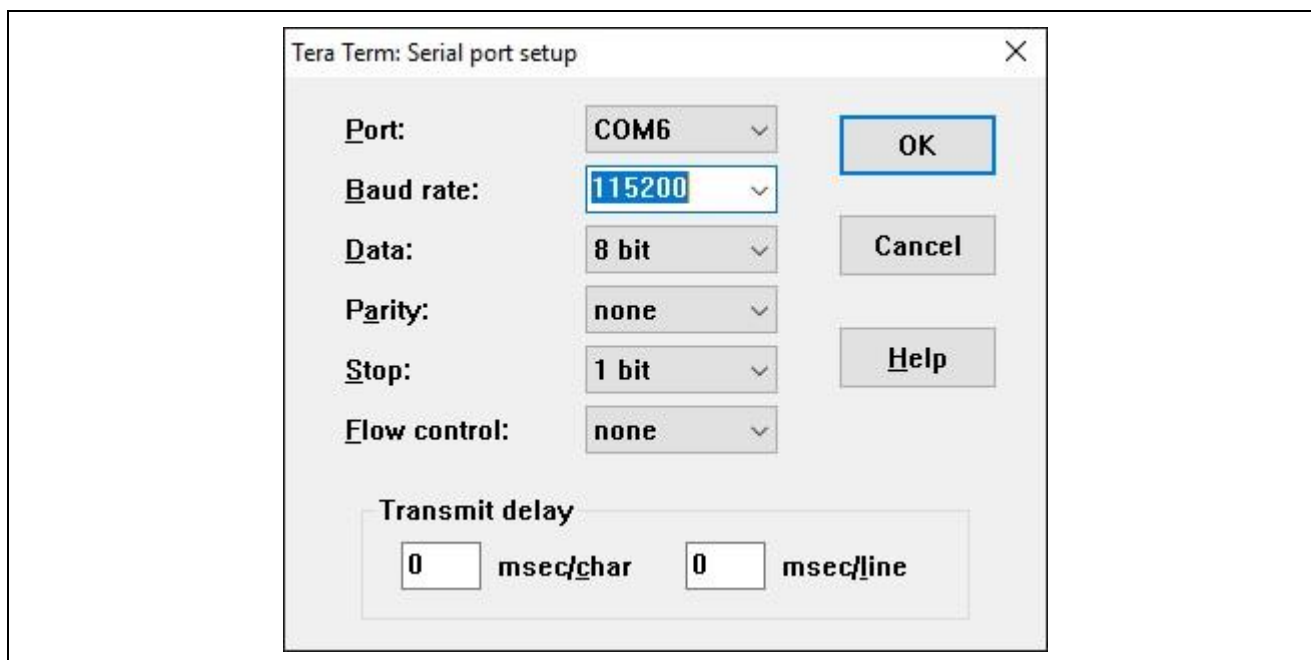 Tera Term: Serial port setup
Port: COM6 OK
Baud rate: 115200
Data: 8 bit Cancel
Parity: none
Stop: 1 bit Help
Flow control: none
Transmit delay
0 msec/char 0 msec/line